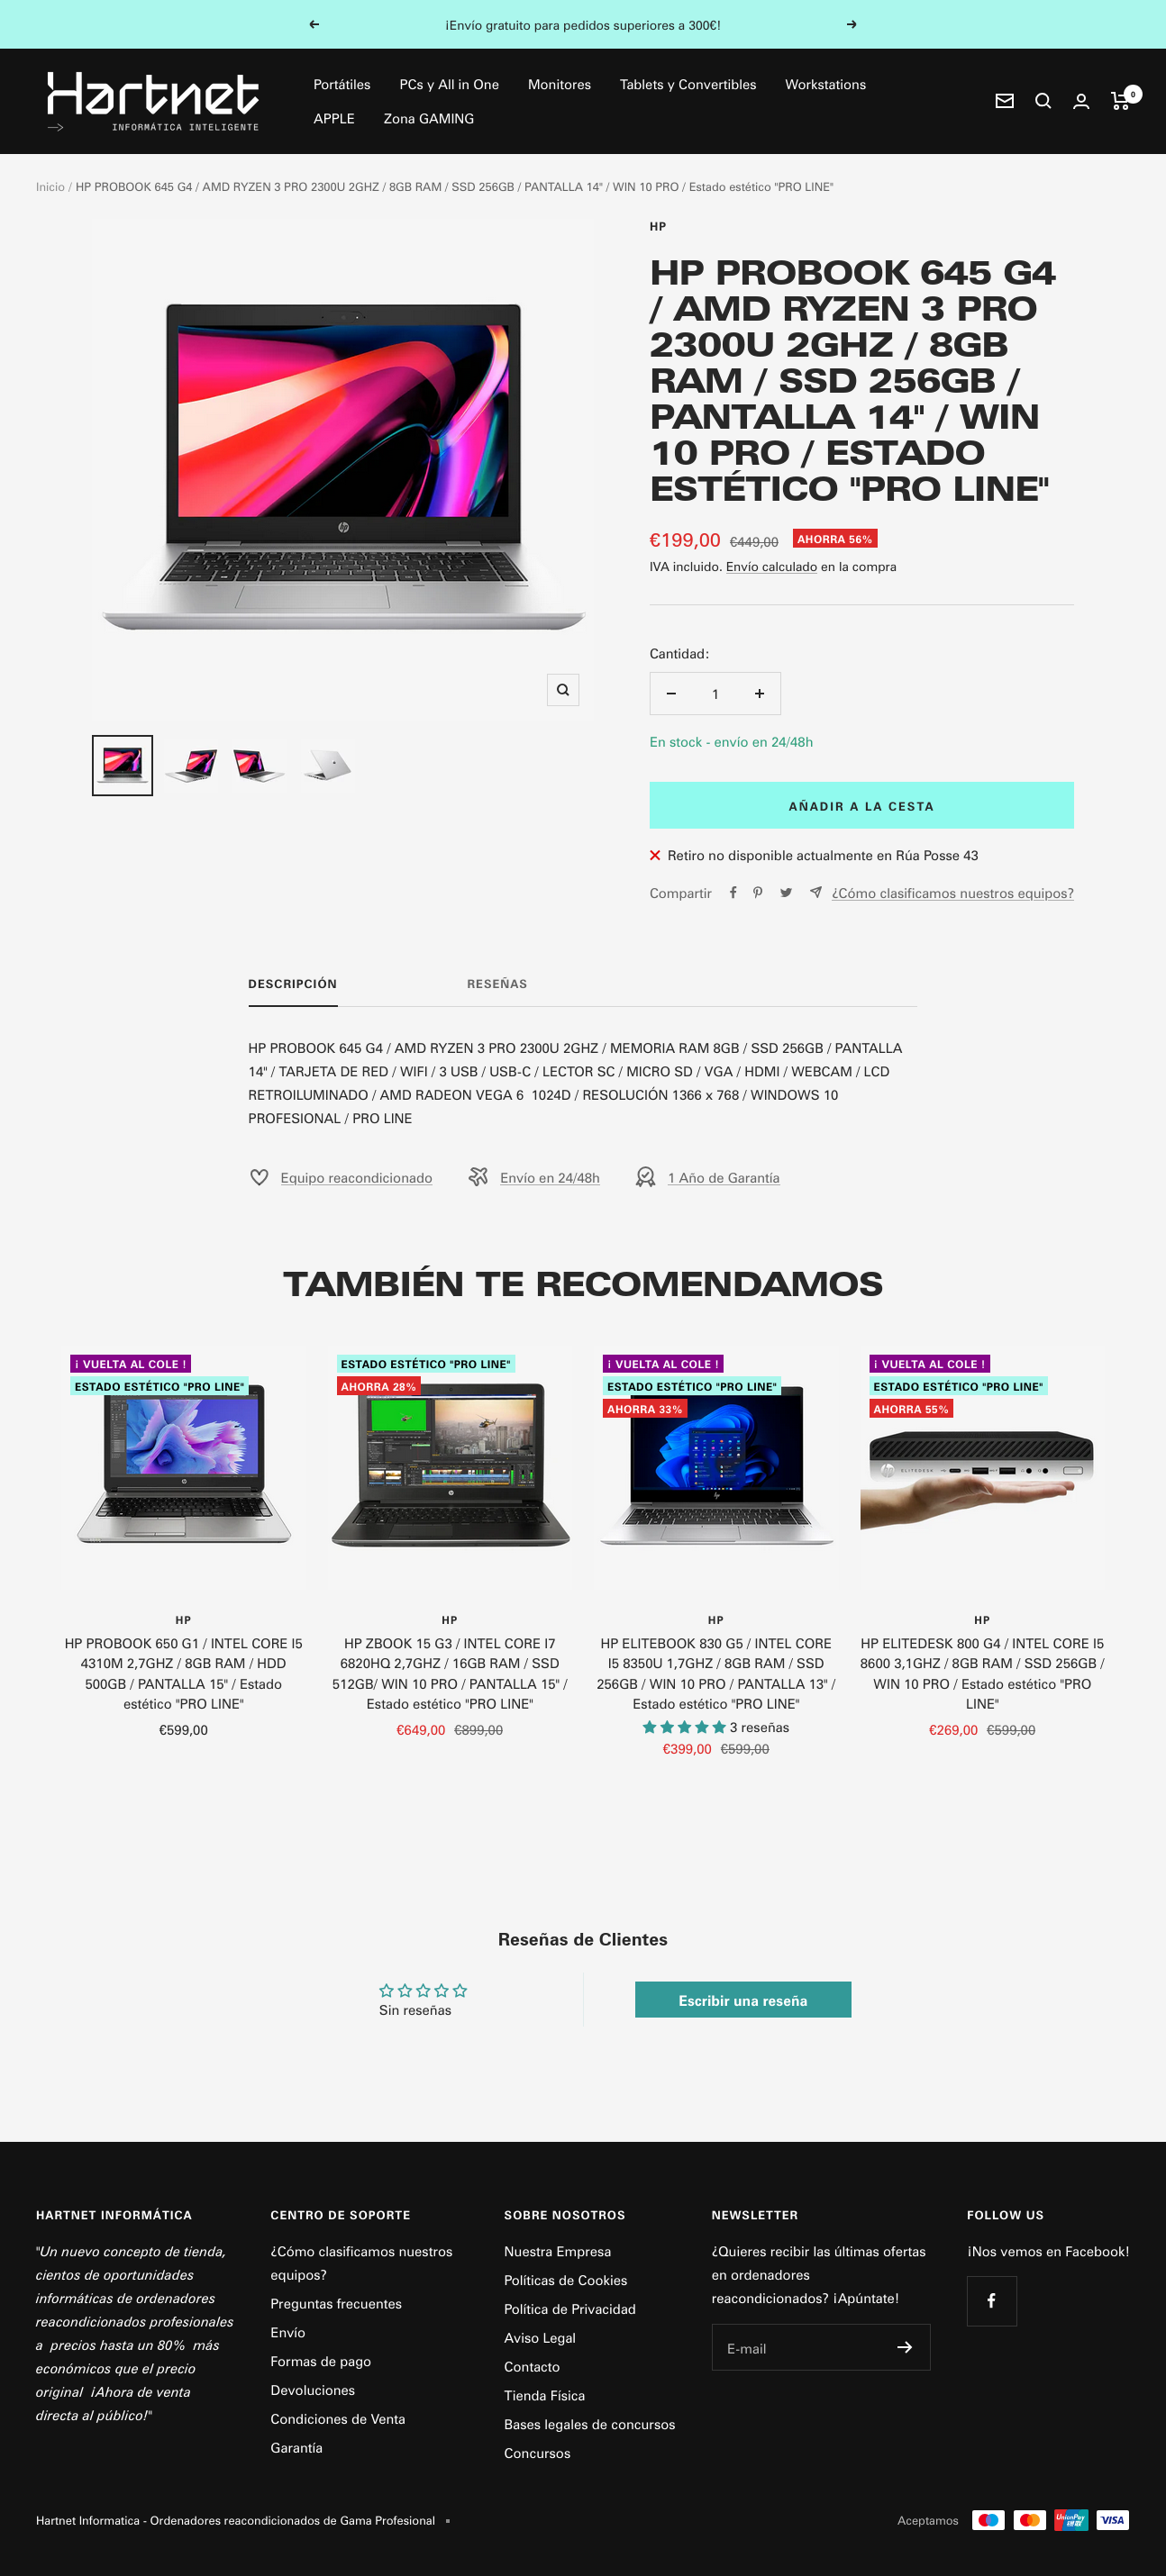 ¡Envío gratuito para pedidos superiores a 300€!
Hartnet
INFORMÁTICA INTELIGENTE
Portátiles
PCs y All in One
Monitores
Tablets y Convertibles
Workstations
APPLE
Zona GAMING
0
Inicio / HP PROBOOK 645 G4 / AMD RYZEN 3 PRO 2300U 2GHZ / 8GB RAM / SSD 256GB / PANTALLA 14" / WIN 10 PRO / Estado estético "PRO LINE"
HP
HP PROBOOK 645 G4
/ AMD RYZEN 3 PRO
2300U 2GHZ / 8GB
RAM / SSD 256GB /
PANTALLA 14" / WIN
10 PRO / ESTADO
ESTÉTICO "PRO LINE"
€199,00 €449,00 AHORRA 56%
IVA incluido. Envío calculado en la compra
Cantidad:
1
En stock - envío en 24/48h
AÑADIR A LA CESTA
Retiro no disponible actualmente en Rúa Posse 43
Compartir
¿Cómo clasificamos nuestros equipos?
DESCRIPCIÓN
RESEÑAS
HP PROBOOK 645 G4 / AMD RYZEN 3 PRO 2300U 2GHZ / MEMORIA RAM 8GB / SSD 256GB / PANTALLA
14" / TARJETA DE RED / WIFI / 3 USB / USB-C / LECTOR SC / MICRO SD / VGA / HDMI / WEBCAM / LCD
RETROILUMINADO / AMD RADEON VEGA 6  1024D / RESOLUCIÓN 1366 x 768 / WINDOWS 10
PROFESIONAL / PRO LINE
Equipo reacondicionado
Envío en 24/48h
1 Año de Garantía
TAMBIÉN TE RECOMENDAMOS
¡ VUELTA AL COLE !
ESTADO ESTÉTICO "PRO LINE"
HP
HP PROBOOK 650 G1 / INTEL CORE I5
4310M 2,7GHZ / 8GB RAM / HDD
500GB / PANTALLA 15" / Estado
estético "PRO LINE"
€599,00
ESTADO ESTÉTICO "PRO LINE"
AHORRA 28%
HP
HP ZBOOK 15 G3 / INTEL CORE I7
6820HQ 2,7GHZ / 16GB RAM / SSD
512GB/ WIN 10 PRO / PANTALLA 15" /
Estado estético "PRO LINE"
€649,00 €899,00
¡ VUELTA AL COLE !
ESTADO ESTÉTICO "PRO LINE"
AHORRA 33%
HP
HP ELITEBOOK 830 G5 / INTEL CORE
I5 8350U 1,7GHZ / 8GB RAM / SSD
256GB / WIN 10 PRO / PANTALLA 13" /
Estado estético "PRO LINE"
3 reseñas
€399,00 €599,00
¡ VUELTA AL COLE !
ESTADO ESTÉTICO "PRO LINE"
AHORRA 55%
ELITEDESK
HP
HP ELITEDESK 800 G4 / INTEL CORE I5
8600 3,1GHZ / 8GB RAM / SSD 256GB /
WIN 10 PRO / Estado estético "PRO
LINE"
€269,00 €599,00
Reseñas de Clientes
Sin reseñas
Escribir una reseña
HARTNET INFORMÁTICA
"Un nuevo concepto de tienda,
cientos de oportunidades
informáticas de ordenadores
reacondicionados profesionales
a  precios hasta un 80%  más
económicos que el precio
original  ¡Ahora de venta
directa al público!"
CENTRO DE SOPORTE
¿Cómo clasificamos nuestros
equipos?
Preguntas frecuentes
Envío
Formas de pago
Devoluciones
Condiciones de Venta
Garantía
SOBRE NOSOTROS
Nuestra Empresa
Políticas de Cookies
Política de Privacidad
Aviso Legal
Contacto
Tienda Física
Bases legales de concursos
Concursos
NEWSLETTER
¿Quieres recibir las últimas ofertas
en ordenadores
reacondicionados? ¡Apúntate!
E-mail
FOLLOW US
¡Nos vemos en Facebook!
Hartnet Informatica - Ordenadores reacondicionados de Gama Profesional
Aceptamos
UnionPay
VISA